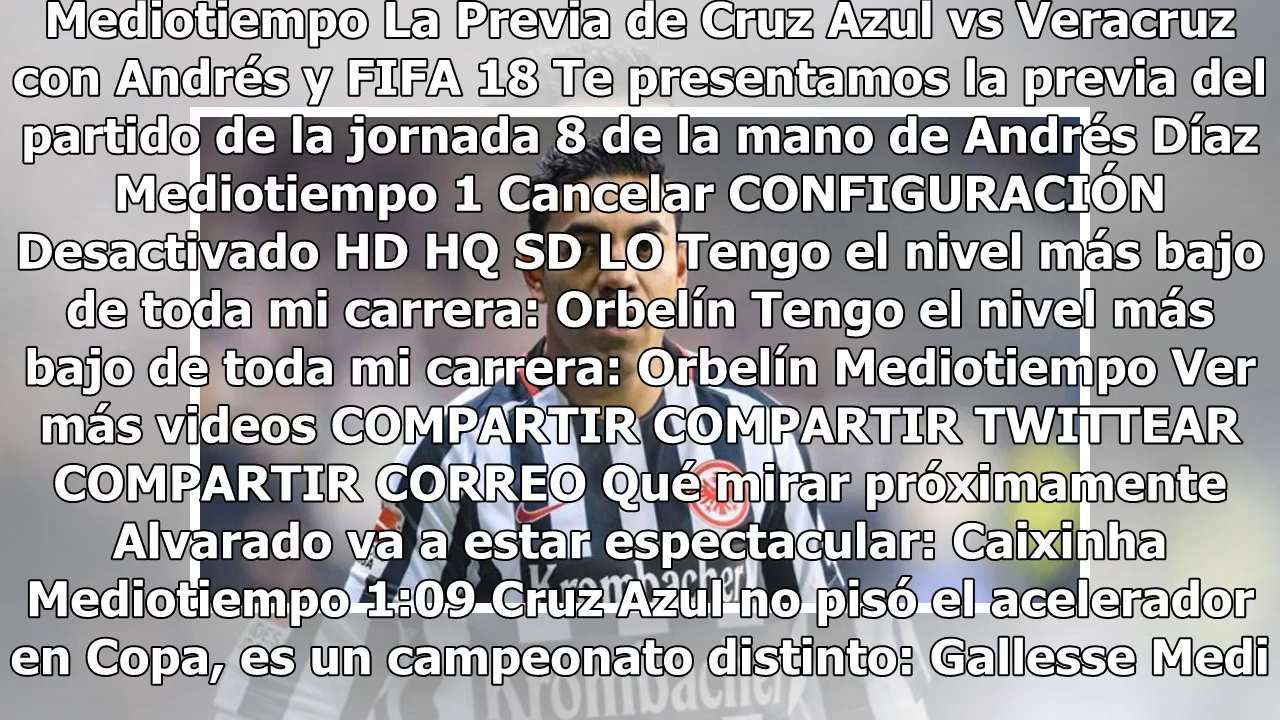 Mediotiempo La Previa de Cruz Azul vs Veracruz
con Andrés y FIFA 18 Te presentamos la previa del
partido de la jornada 8 de la mano de Andrés Díaz
Mediotiempo 1 Cancelar CONFIGURACIÓN
Desactivado HD HQ SD LO Tengo el nivel más bajo
de toda mi carrera: Orbelín Tengo el nivel más
bajo de toda mi carrera: Orbelín Mediotiempo Ver
más videos COMPARTIR COMPARTIR TWITTEAR
COMPARTIR CORREO Qué mirar próximamente
Alvarado va a estar espectacular: Caixinha
Mediotiempo 1:09 Cruz Azul no pisó el acelerador
en Copa, es un campeonato distinto: Gallesse Medi
Krombacher
Krombacher